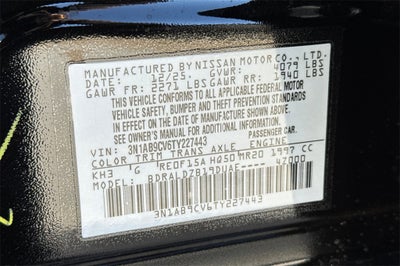 MANUFACTURED BY NISSAN MOTOR CO., LTD.
DATE: 12/25 GVWR: 4079 LBS
GAWR FR: 2271 LBS GAWR RR: 1940 LBS
THIS VEHICLE CONFORMS TO ALL APPLICABLE FEDERAL MOTOR
VEHICLE SAFETY, BUMPER AND THEFT PREVENTION STANDARDS
IN EFFECT ON THE DATE OF MANUFACTURE SHOWN ABOVE.
SEE OWNER'S MANUAL FOR ADDITIONAL INFORMATION.
VIN: 3N1AB9CV6TY227443 PASSENGER CAR.
COLOR TRIM TRANS AXLE ENGINE
KH3 G RE0F15A HQ50 MR20 1997 CC
MODEL: BDRALDZB19DUAE---- 4Z000
3N1AB9CV6TY227443